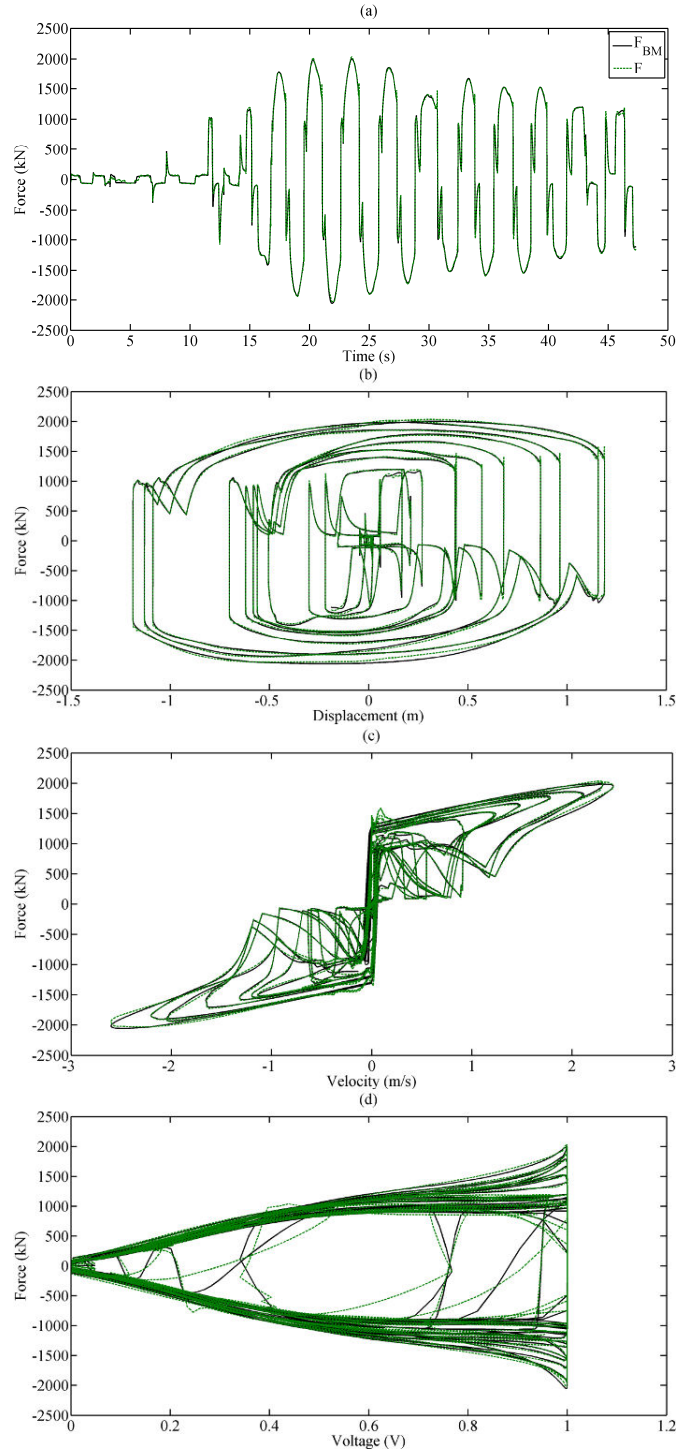 (a)
2500
2000
1500
1000
500
0
-500
-1000
-1500
-2000
-2500
Force (kN)
F_BM
F
0 5 10 15 20 25 30 35 40 45 50
Time (s)
(b)
2500
2000
1500
1000
500
0
-500
-1000
-1500
-2000
-2500
Force (kN)
-1.5 -1 -0.5 0 0.5 1 1.5
Displacement (m)
(c)
2500
2000
1500
1000
500
0
-500
-1000
-1500
-2000
-2500
Force (kN)
-3 -2 -1 0 1 2 3
Velocity (m/s)
(d)
2500
2000
1500
1000
500
0
-500
-1000
-1500
-2000
-2500
Force (kN)
0 0.2 0.4 0.6 0.8 1 1.2
Voltage (V)